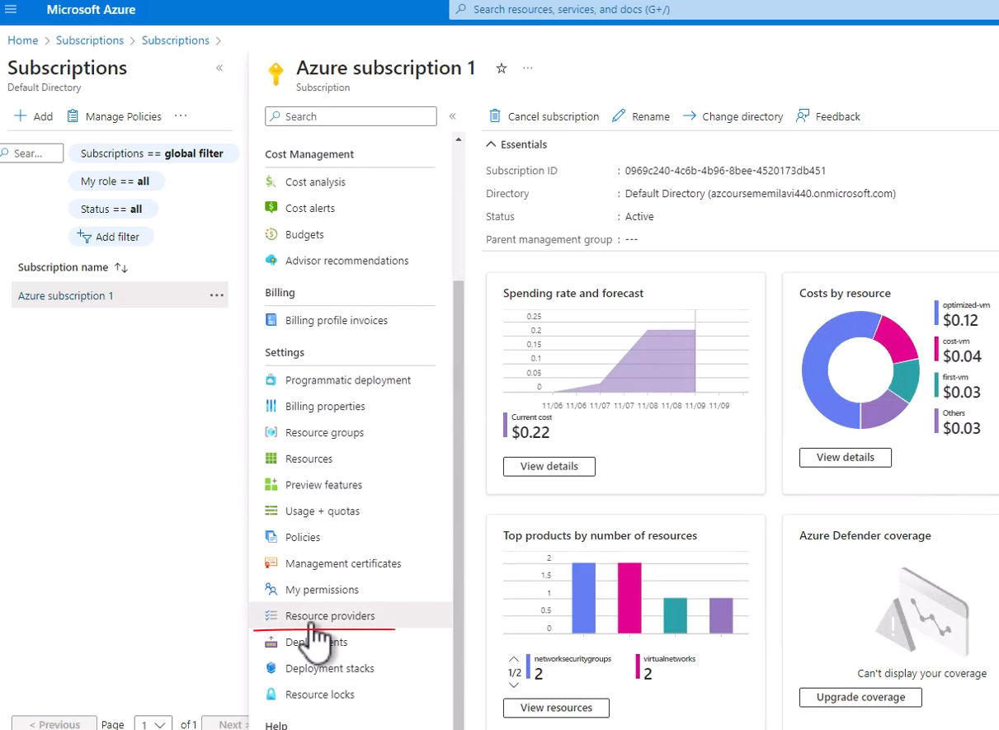 Microsoft Azure
Search resources, services, and docs (G+/)
Home > Subscriptions > Subscriptions >
Subscriptions
Default Directory
Add Manage Policies ...
Sear...
Subscriptions == global filter
My role == all
Status == all
Add filter
Subscription name
Azure subscription 1 ...
< Previous Page 1 of 1 Next >
Azure subscription 1 ...
Subscription
Search
Cost Management
Cost analysis
Cost alerts
Budgets
Advisor recommendations
Billing
Billing profile invoices
Settings
Programmatic deployment
Billing properties
Resource groups
Resources
Preview features
Usage + quotas
Policies
Management certificates
My permissions
Resource providers
Deployment stacks
Resource locks
Help
Cancel subscription Rename Change directory Feedback
Essentials
Subscription ID : 0969c240-4c6b-4b96-8bee-4520173db451
Directory : Default Directory (azcoursememilavi440.onmicrosoft.com)
Status : Active
Parent management group : ---
Spending rate and forecast
0.25
0.2
0.15
0.1
0.05
0
11/06 11/06 11/07 11/07 11/08 11/08 11/09 11/09
Current cost
$0.22
View details
Costs by resource
optimized-vm
$0.12
cost-vm
$0.04
first-vm
$0.03
Others
$0.03
View details
Top products by number of resources
2
1.5
1
0.5
0
1/2
networksecuritygroups
2
virtualnetworks
2
View resources
Azure Defender coverage
Can't display your coverage
Upgrade coverage